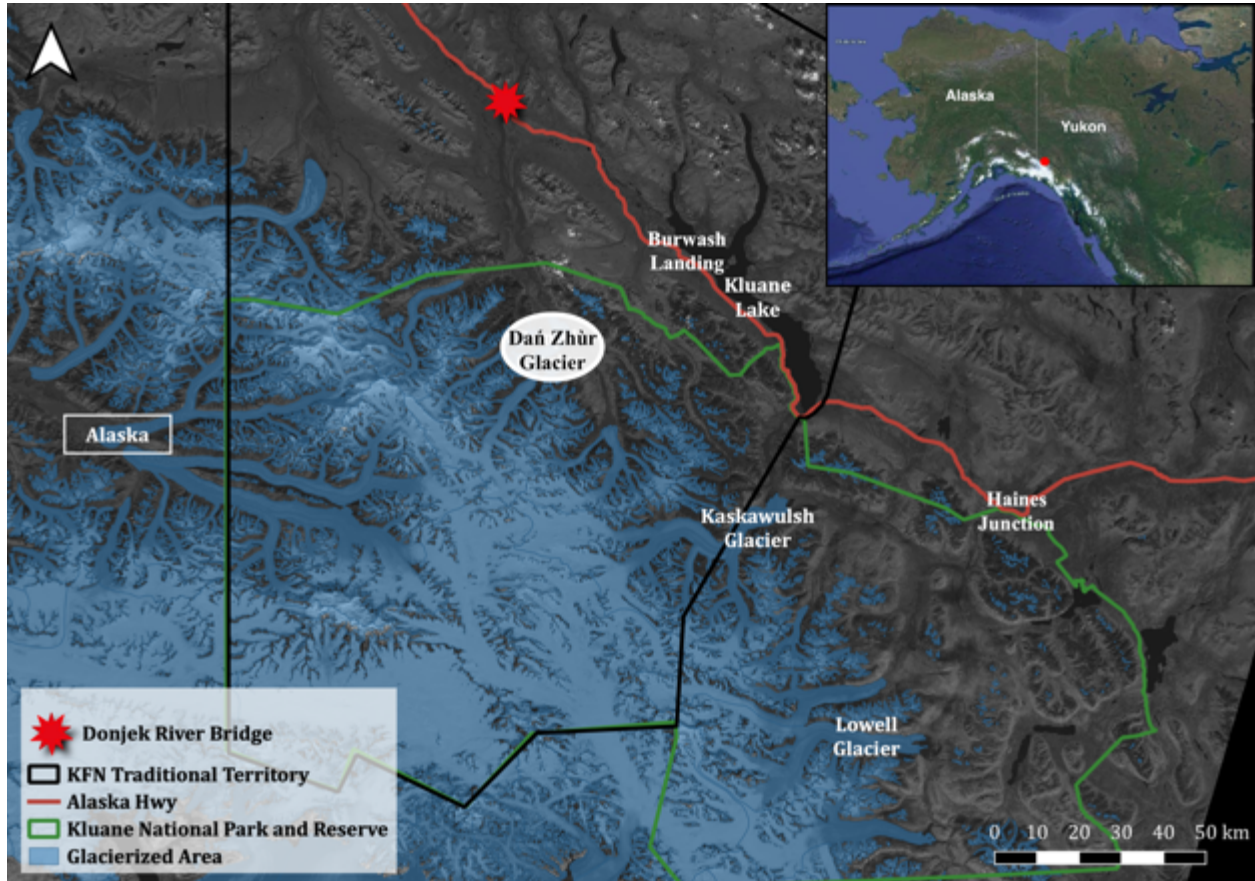 Alaska
Yukon
Burwash
Landing
Kluane
Lake
Dań Zhùr
Glacier
Alaska
Haines
Junction
Kaskawulsh
Glacier
Lowell
Glacier
Donjek River Bridge
KFN Traditional Territory
Alaska Hwy
Kluane National Park and Reserve
Glacierized Area
0 10 20 30 40 50 km